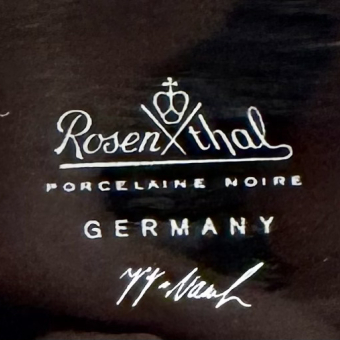 Rosenthal
PORCELAINE NOIRE
GERMANY